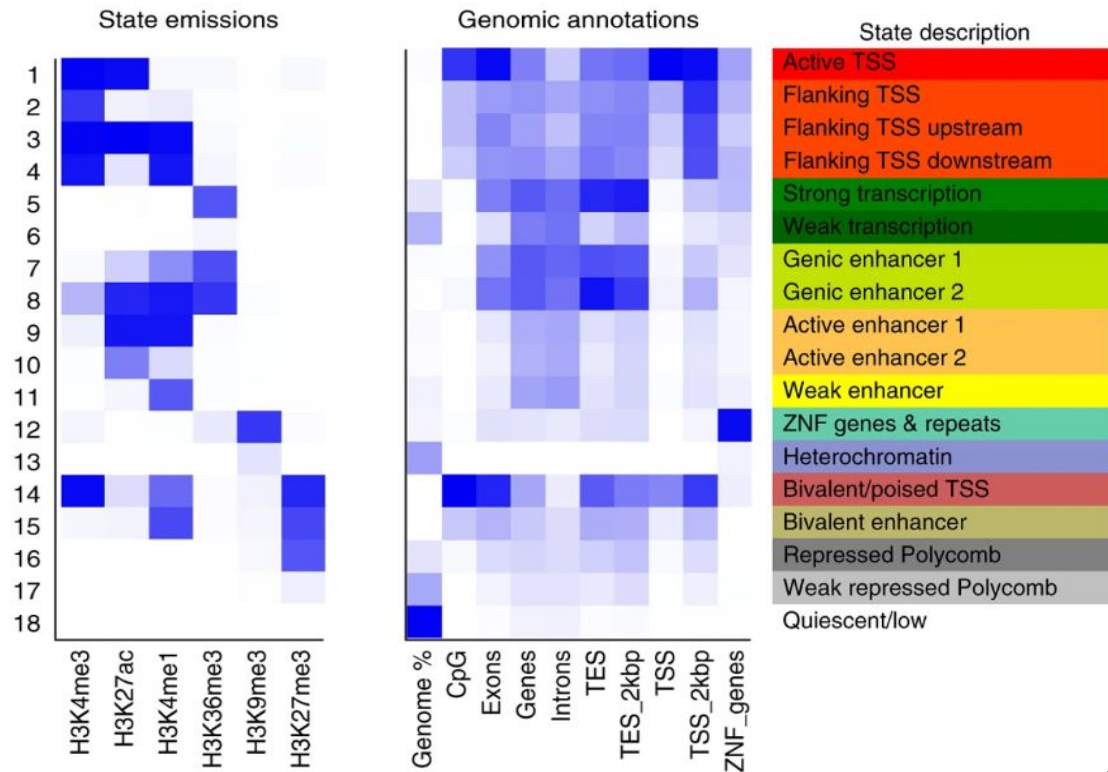 State emissions
Genomic annotations
State description
1
2
3
4
5
6
7
8
9
10
11
12
13
14
15
16
17
18
Active TSS
Flanking TSS
Flanking TSS upstream
Flanking TSS downstream
Strong transcription
Weak transcription
Genic enhancer 1
Genic enhancer 2
Active enhancer 1
Active enhancer 2
Weak enhancer
ZNF genes & repeats
Heterochromatin
Bivalent/poised TSS
Bivalent enhancer
Repressed Polycomb
Weak repressed Polycomb
Quiescent/low
H3K4me3
H3K27ac
H3K4me1
H3K36me3
H3K9me3
H3K27me3
Genome %
CpG
Exons
Genes
Introns
TES
TES_2kbp
TSS
TSS_2kbp
ZNF_genes